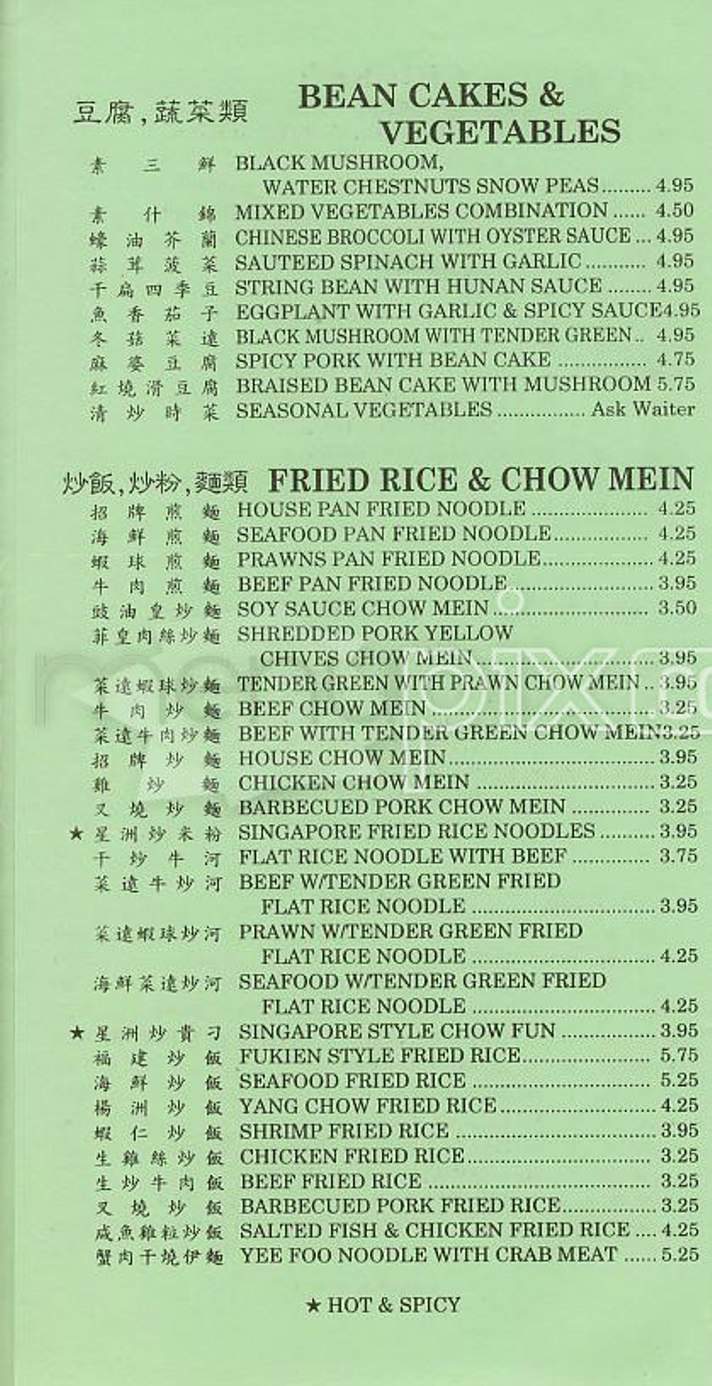 豆腐,蔬菜類 BEAN CAKES &
VEGETABLES
素三鮮 BLACK MUSHROOM,
WATER CHESTNUTS SNOW PEAS......... 4.95
素什錦 MIXED VEGETABLES COMBINATION ...... 4.50
蠔油芥蘭 CHINESE BROCCOLI WITH OYSTER SAUCE ... 4.95
蒜茸菠菜 SAUTEED SPINACH WITH GARLIC ........... 4.95
干扁四季豆 STRING BEAN WITH HUNAN SAUCE ........ 4.95
魚香茄子 EGGPLANT WITH GARLIC & SPICY SAUCE4.95
冬菇菜遠 BLACK MUSHROOM WITH TENDER GREEN.. 4.95
麻婆豆腐 SPICY PORK WITH BEAN CAKE ................ 4.75
紅燒滑豆腐 BRAISED BEAN CAKE WITH MUSHROOM 5.75
清炒時菜 SEASONAL VEGETABLES ................ Ask Waiter
炒飯,炒粉,麵類 FRIED RICE & CHOW MEIN
招牌煎麵 HOUSE PAN FRIED NOODLE ..................... 4.25
海鮮煎麵 SEAFOOD PAN FRIED NOODLE................. 4.25
蝦球煎麵 PRAWNS PAN FRIED NOODLE.................... 4.25
牛肉煎麵 BEEF PAN FRIED NOODLE......................... 3.95
豉油皇炒麵 SOY SAUCE CHOW MEIN............................ 3.50
菲皇肉絲炒麵 SHREDDED PORK YELLOW
CHIVES CHOW MEIN................................ 3.95
菜遠蝦球炒麵 TENDER GREEN WITH PRAWN CHOW MEIN .. 3.95
牛肉炒麵 BEEF CHOW MEIN ........................................ 3.25
菜遠牛肉炒麵 BEEF WITH TENDER GREEN CHOW MEIN3.25
招牌炒麵 HOUSE CHOW MEIN..................................... 3.95
雞炒麵 CHICKEN CHOW MEIN ............................... 3.25
叉燒炒麵 BARBECUED PORK CHOW MEIN .............. 3.25
★星洲炒米粉 SINGAPORE FRIED RICE NOODLES.......... 3.95
干炒牛河 FLAT RICE NOODLE WITH BEEF .............. 3.75
菜遠牛炒河 BEEF W/TENDER GREEN FRIED
FLAT RICE NOODLE ................................. 3.95
菜遠蝦球炒河 PRAWN W/TENDER GREEN FRIED
FLAT RICE NOODLE ................................. 4.25
海鮮菜遠炒河 SEAFOOD W/TENDER GREEN FRIED
FLAT RICE NOODLE ................................. 4.25
★星洲炒貴刁 SINGAPORE STYLE CHOW FUN ................. 3.95
福建炒飯 FUKIEN STYLE FRIED RICE....................... 5.75
海鮮炒飯 SEAFOOD FRIED RICE ................................ 5.25
楊洲炒飯 YANG CHOW FRIED RICE............................ 4.25
蝦仁炒飯 SHRIMP FRIED RICE .................................... 3.95
生雞絲炒飯 CHICKEN FRIED RICE................................. 3.25
生炒牛肉飯 BEEF FRIED RICE ........................................ 3.25
叉燒炒飯 BARBECUED PORK FRIED RICE................. 3.25
咸魚雞粒炒飯 SALTED FISH & CHICKEN FRIED RICE .... 4.25
蟹肉干燒伊麵 YEE FOO NOODLE WITH CRAB MEAT ...... 5.25
★ HOT & SPICY